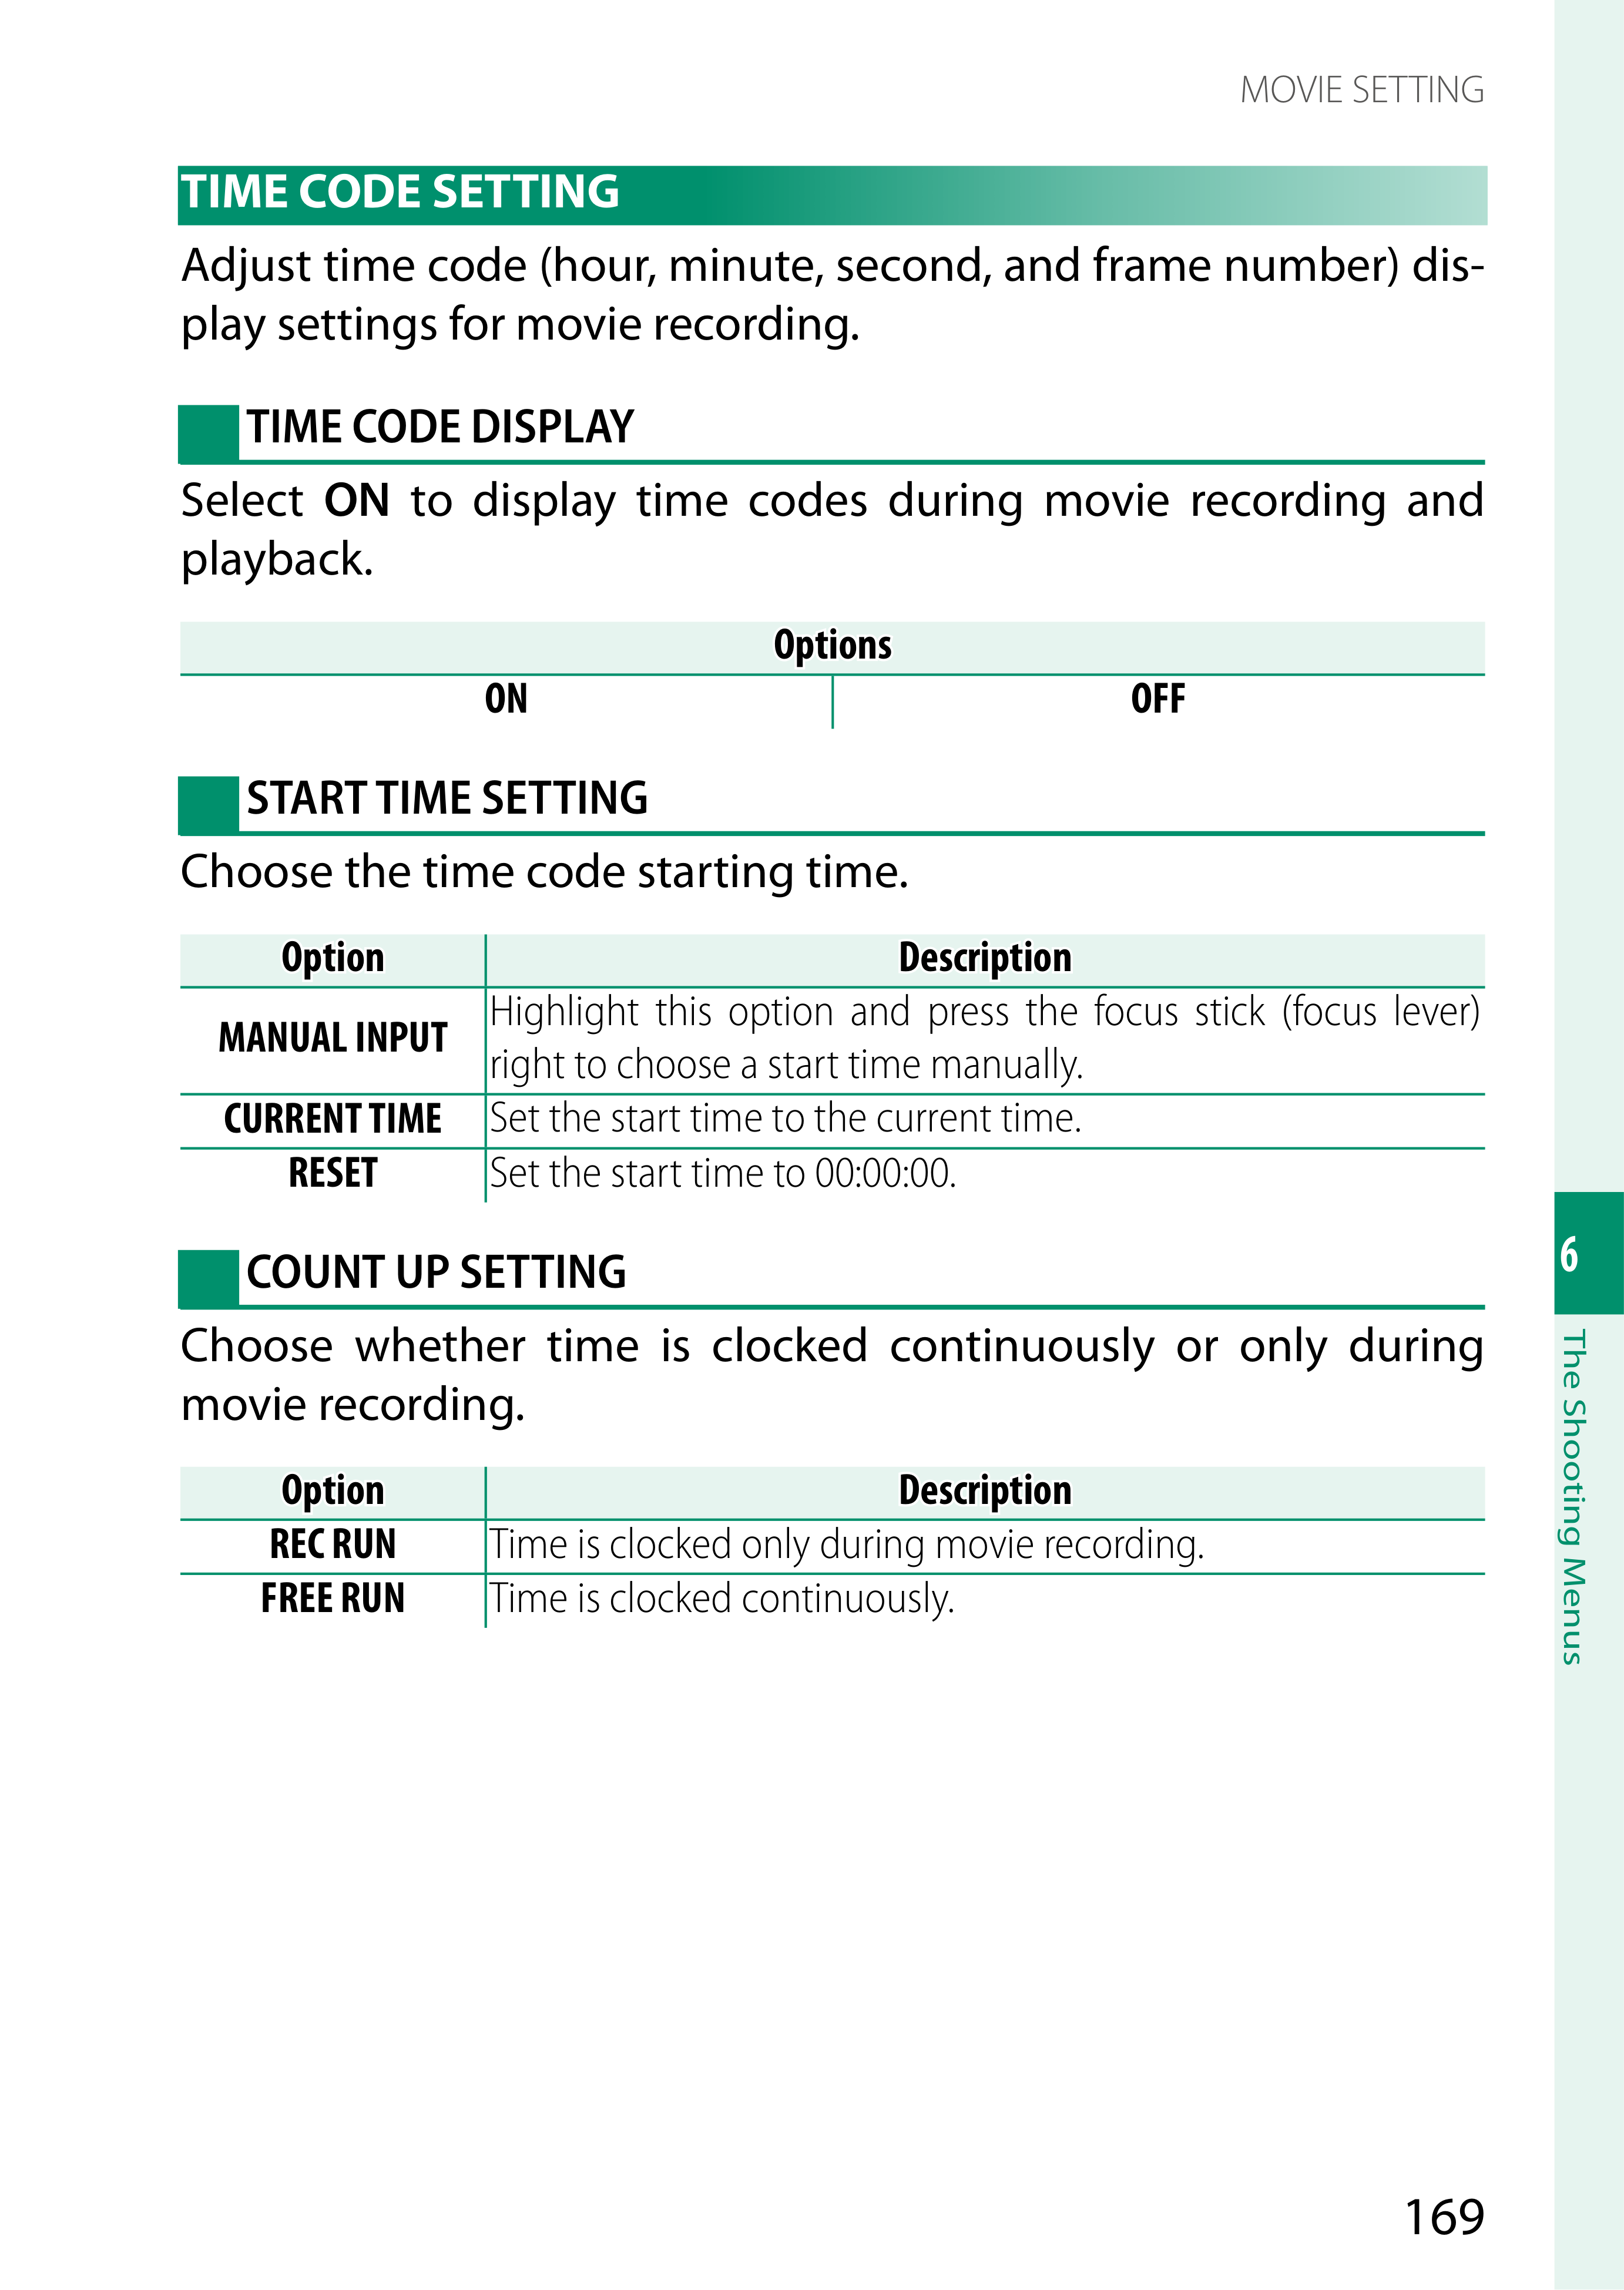 MOVIE SETTING
TIME CODE SETTING
Adjust time code (hour, minute, second, and frame number) dis-
play settings for movie recording.
TIME CODE DISPLAY
Select ON to display time codes during movie recording and
playback.
Options
ON OFF
START TIME SETTING
Choose the time code starting time.
Option Description
MANUAL INPUT Highlight this option and press the focus stick (focus lever)
right to choose a start time manually.
CURRENT TIME Set the start time to the current time.
RESET Set the start time to 00:00:00.
COUNT UP SETTING
Choose whether time is clocked continuously or only during
movie recording.
Option Description
REC RUN Time is clocked only during movie recording.
FREE RUN Time is clocked continuously.
6
The Shooting Menus
169